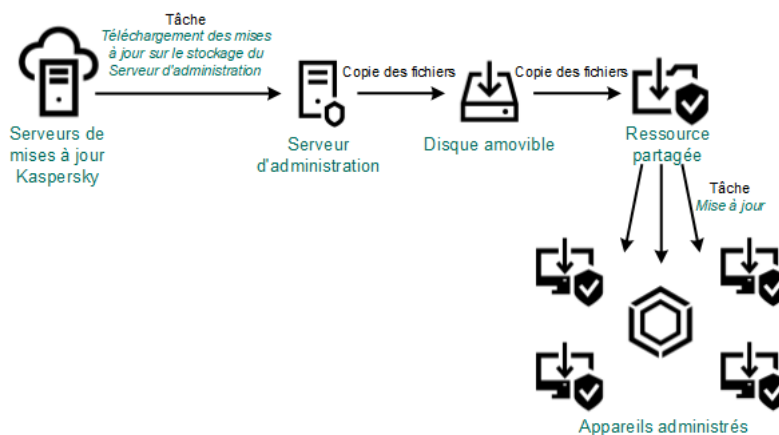 Tâche
Téléchargement des mises
à jour sur le stockage du
Serveur d'administration
Copie des fichiers
Copie des fichiers
Serveurs de
mises à jour
Kaspersky
Serveur
d'administration
Disque amovible
Ressource
partagée
Tâche
Mise à jour
Appareils administrés